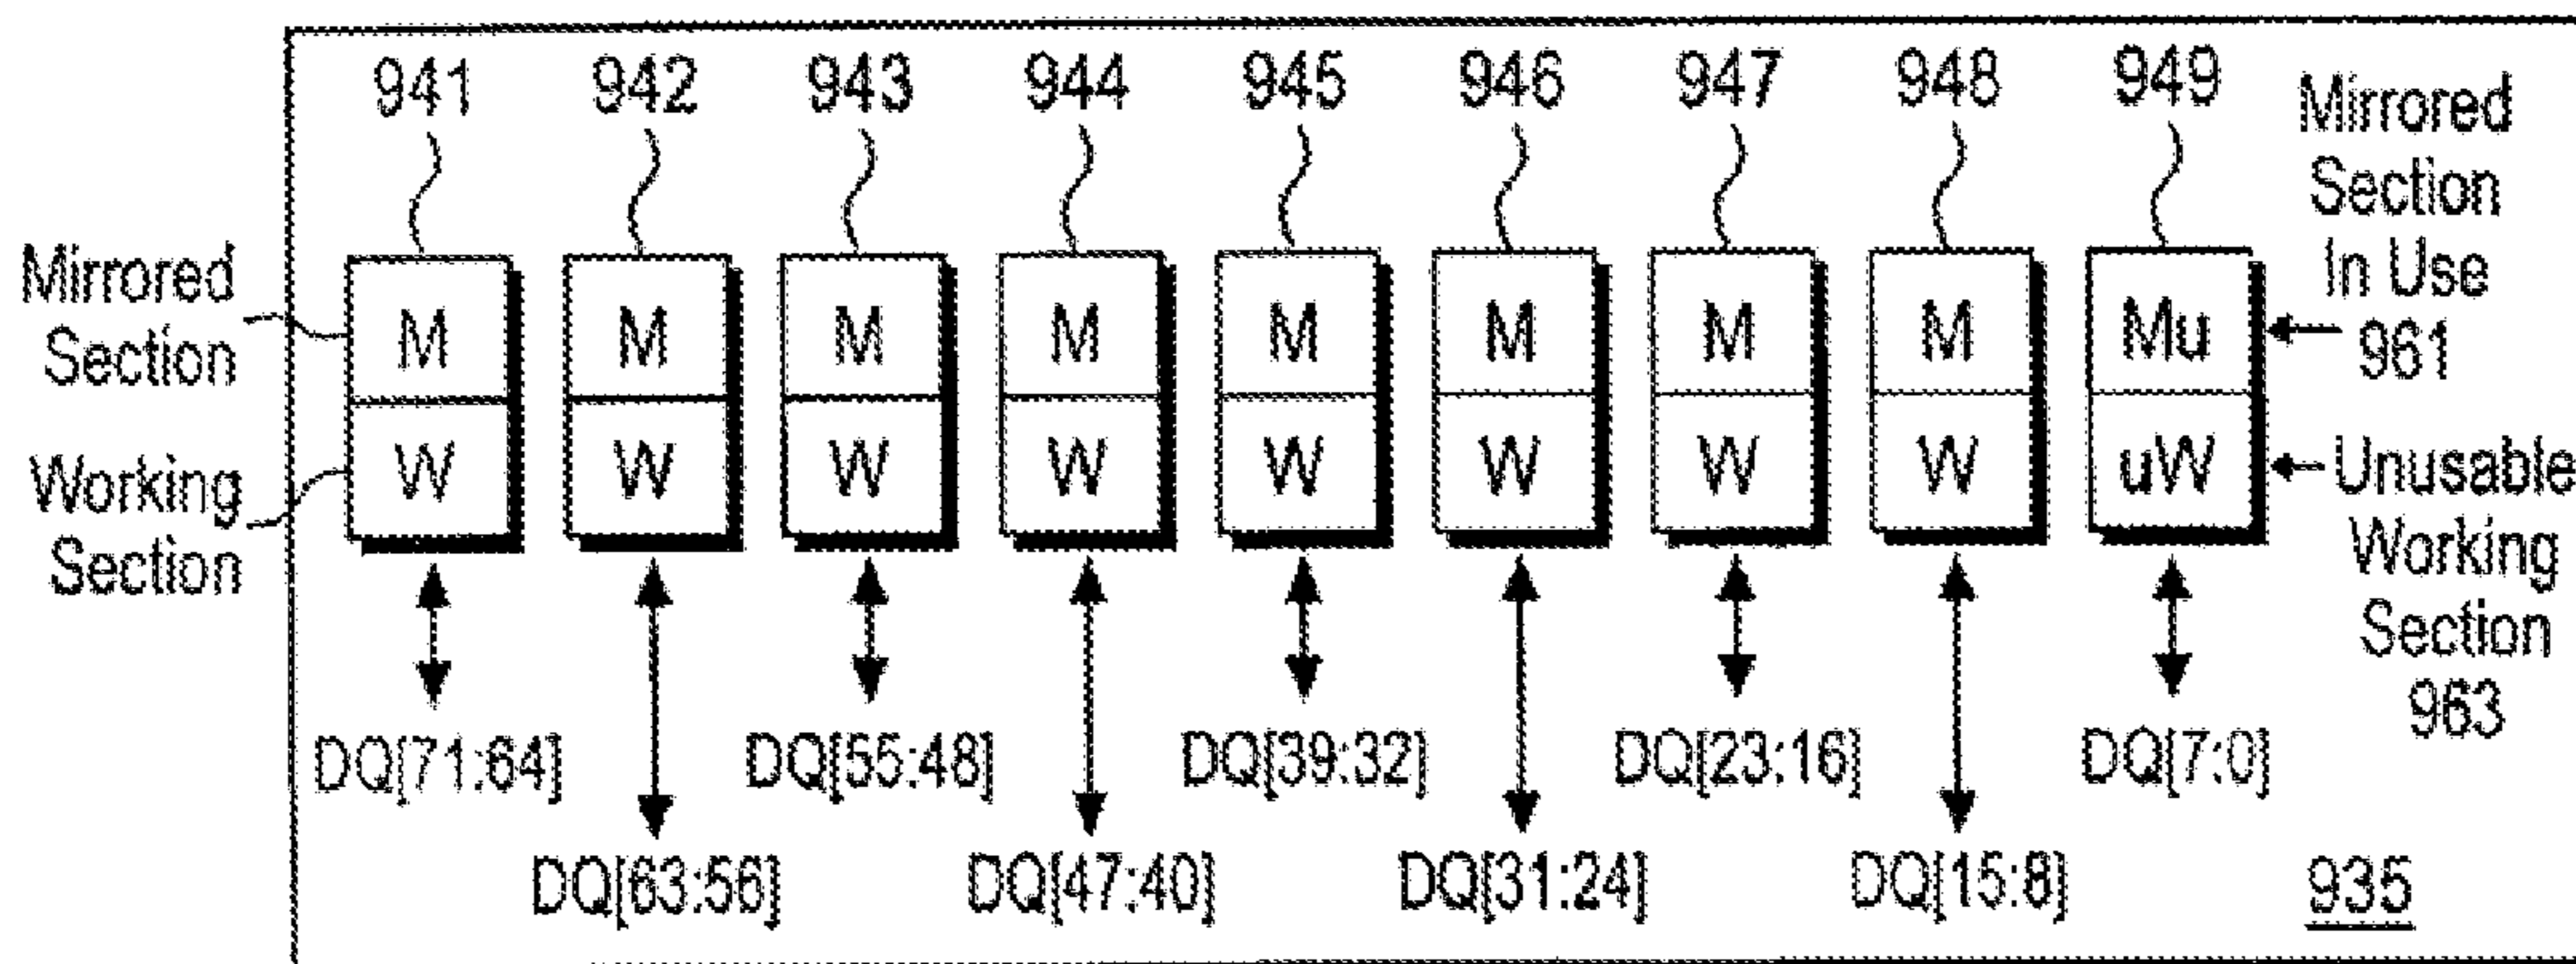 941 942 943 944 945 946 947 948 949
Mirrored
Section
In Use
961
Mirrored
Section
M M M M M M M M Mu
Working
Section
W W W W W W W W uW
Unusable
Working
Section
963
DQ[71:64] DQ[55:48] DQ[39:32] DQ[23:16] DQ[7:0]
DQ[63:56] DQ[47:40] DQ[31:24] DQ[15:8]
935